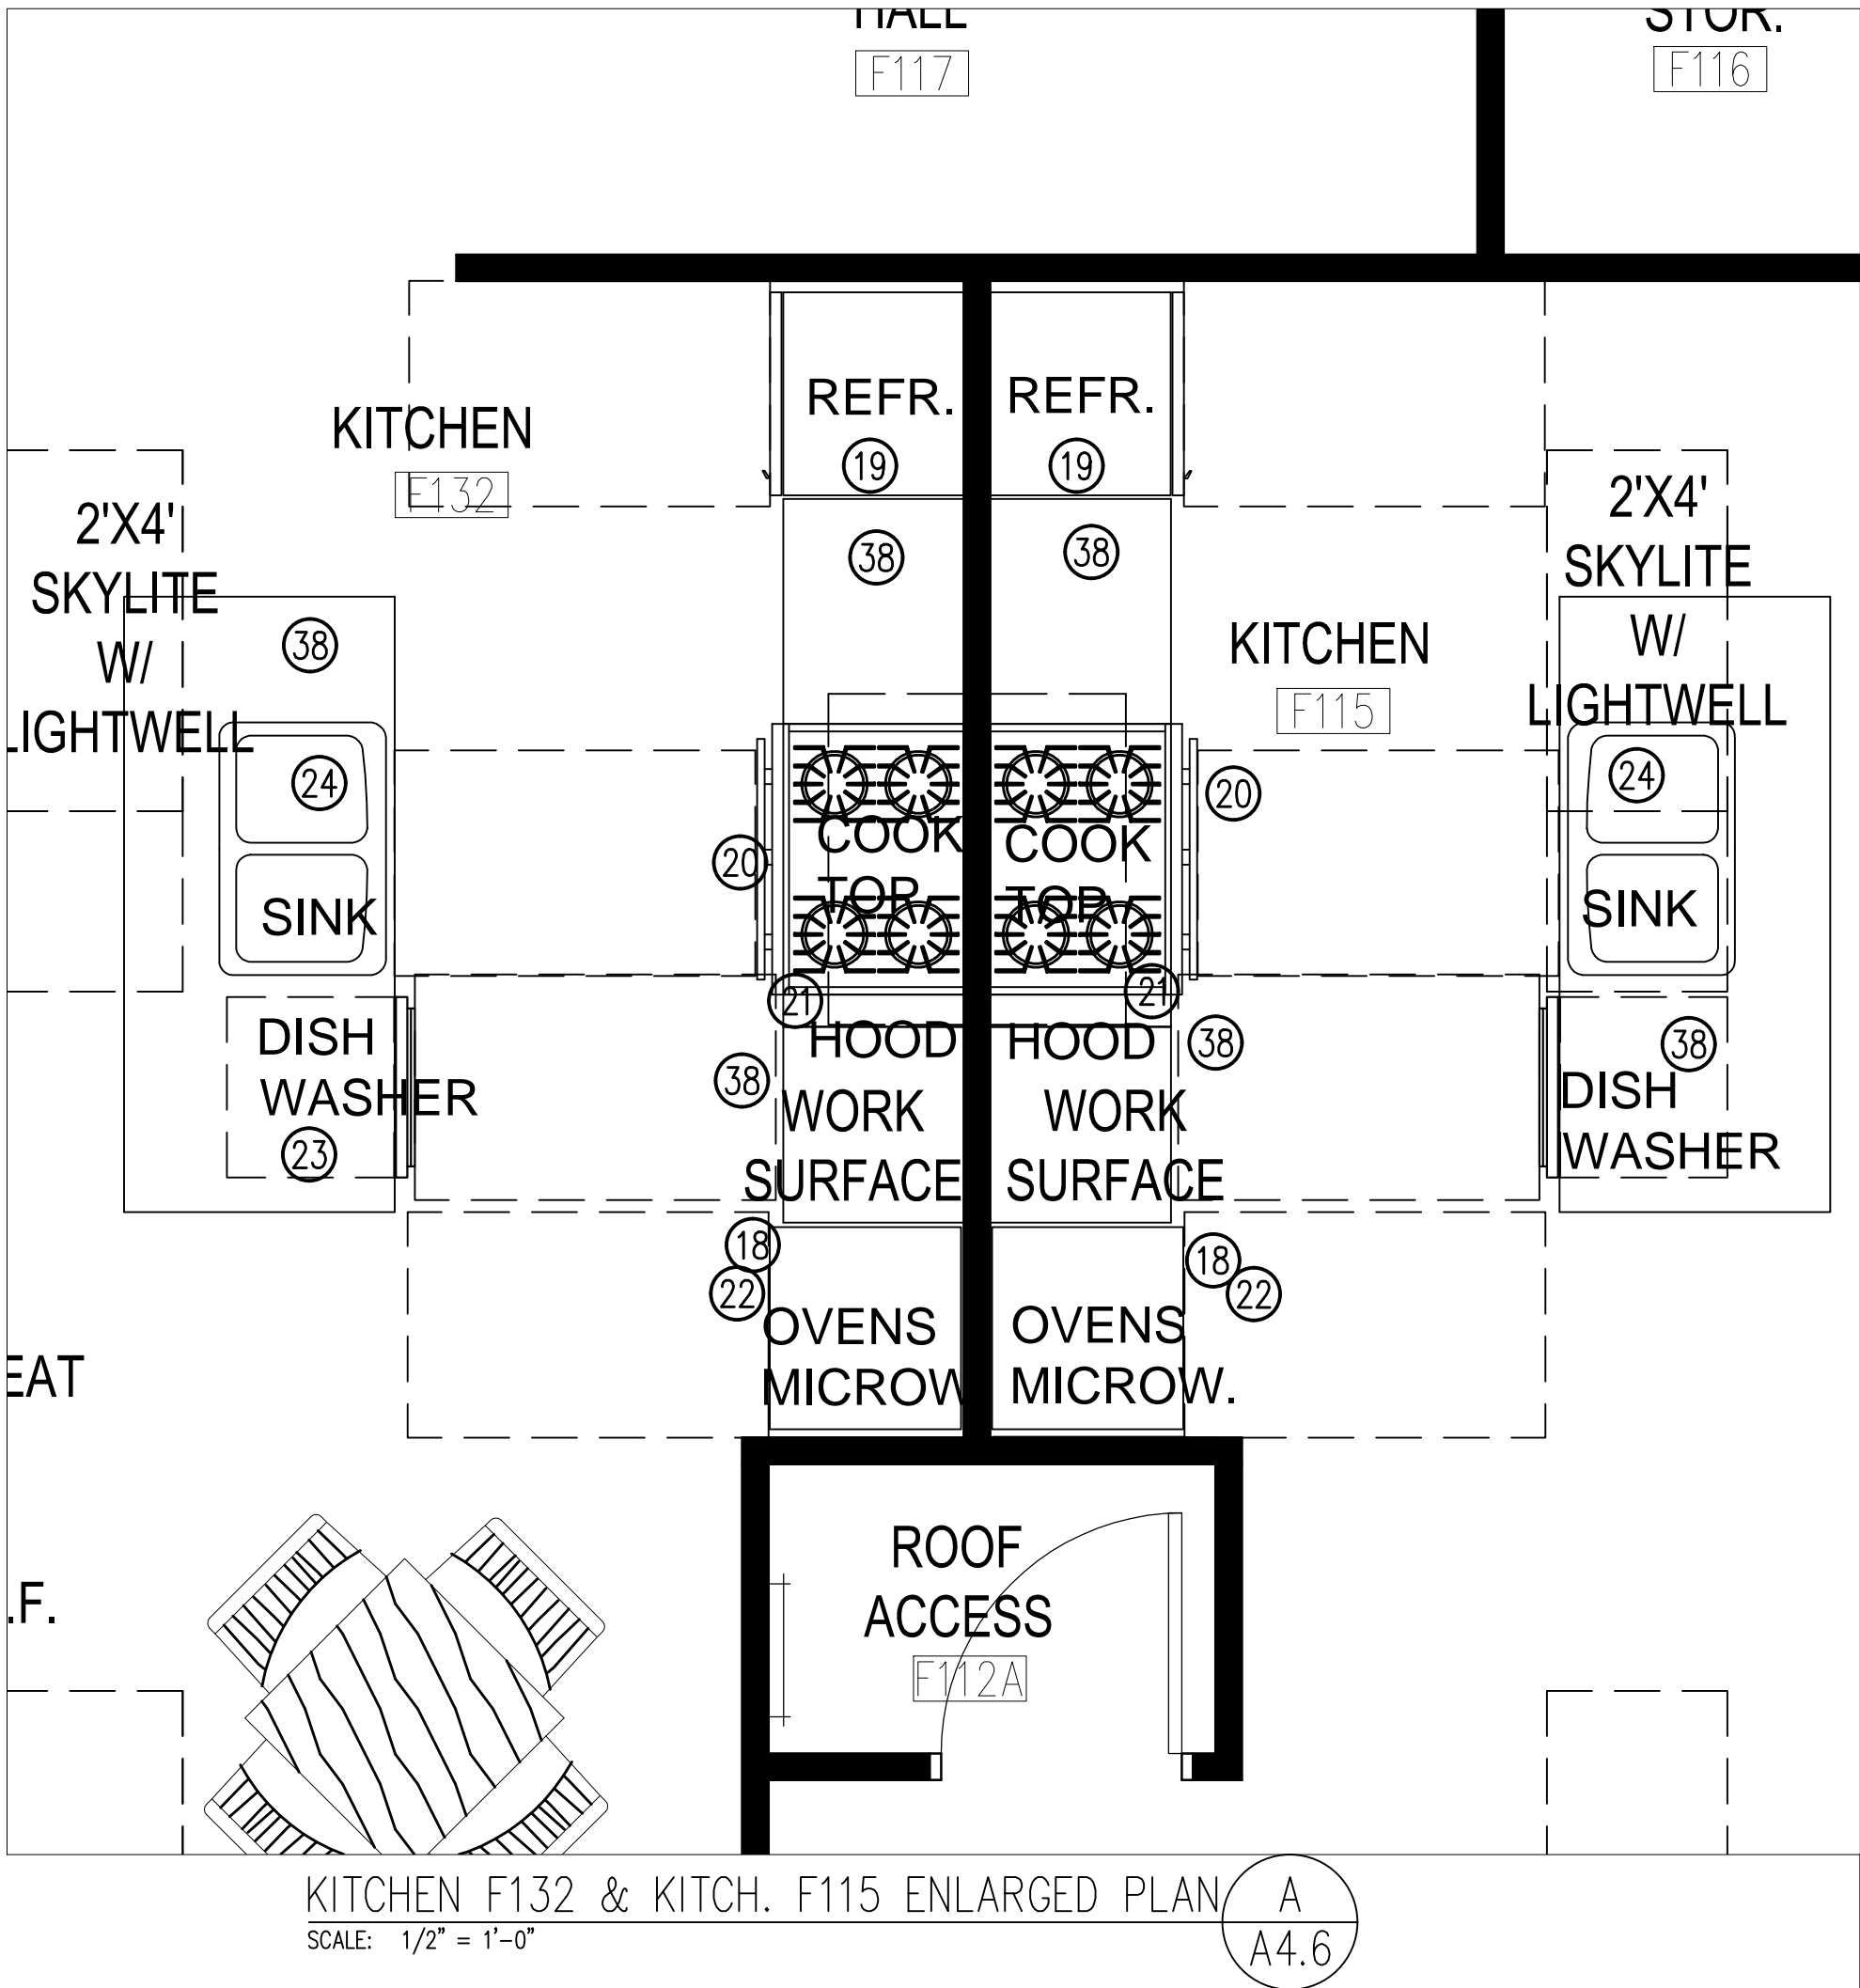 HALL
F117
STOR.
F116
REFR.
REFR.
19
19
KITCHEN
F132
2'X4'
SKYLITE
W/
LIGHTWELL
2'X4'
SKYLITE
W/
LIGHTWELL
38
38
38
KITCHEN
F115
24
24
20
20
COOK
TOP
COOK
TOP
SINK
SINK
21
21
HOOD
HOOD
38
38
38
DISH
WASHER
23
DISH
WASHER
WORK
SURFACE
WORK
SURFACE
18
22
18
22
OVENS
MICROW
OVENS
MICROW.
EAT
.F.
ROOF
ACCESS
F112A
KITCHEN F132 & KITCH. F115 ENLARGED PLAN
SCALE: 1/2" = 1'-0"
A
A4.6